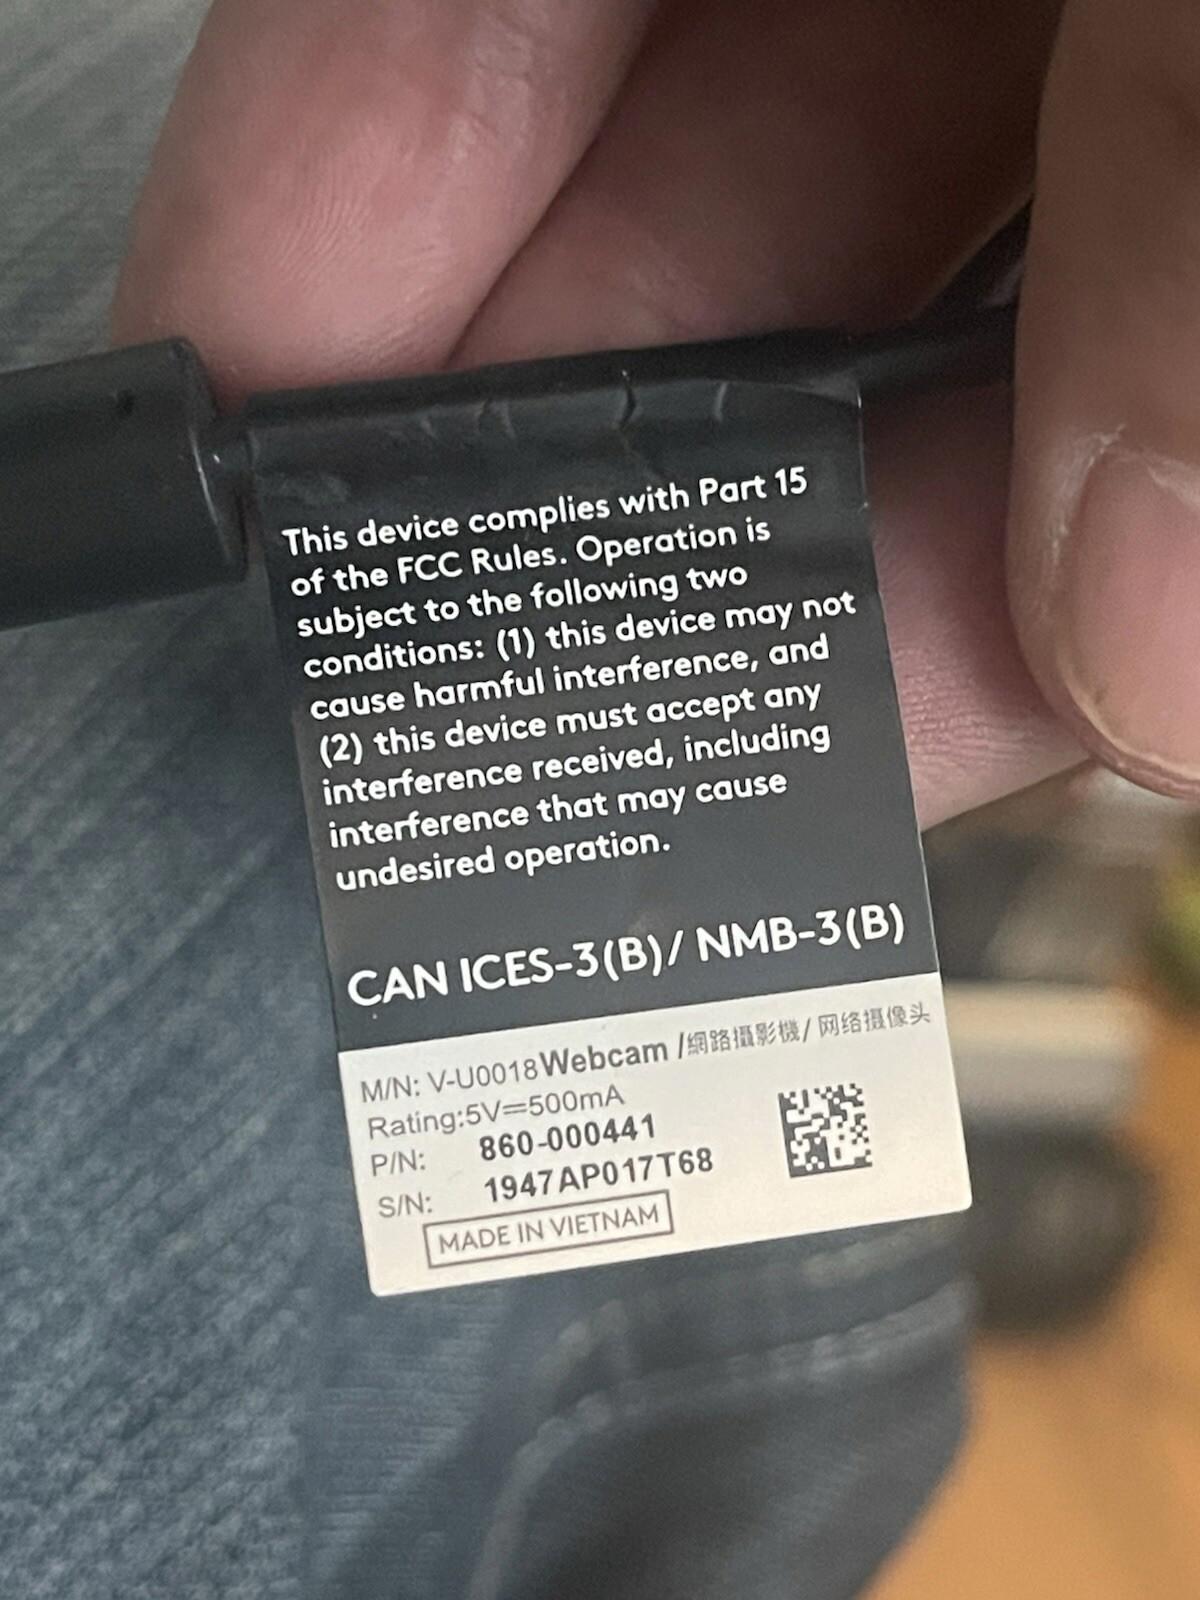 This device complies with Part 15
of the FCC Rules. Operation is
subject to the following two
conditions: (1) this device may not
cause harmful interference, and
(2) this device must accept any
interference received, including
interference that may cause
undesired operation.
CAN ICES-3(B)/ NMB-3(B)
M/N: V-U0018 Webcam /網路攝影機/ 网络摄像头
Rating:5V⎓500mA
P/N: 860-000441
S/N: 1947AP017T68
MADE IN VIETNAM